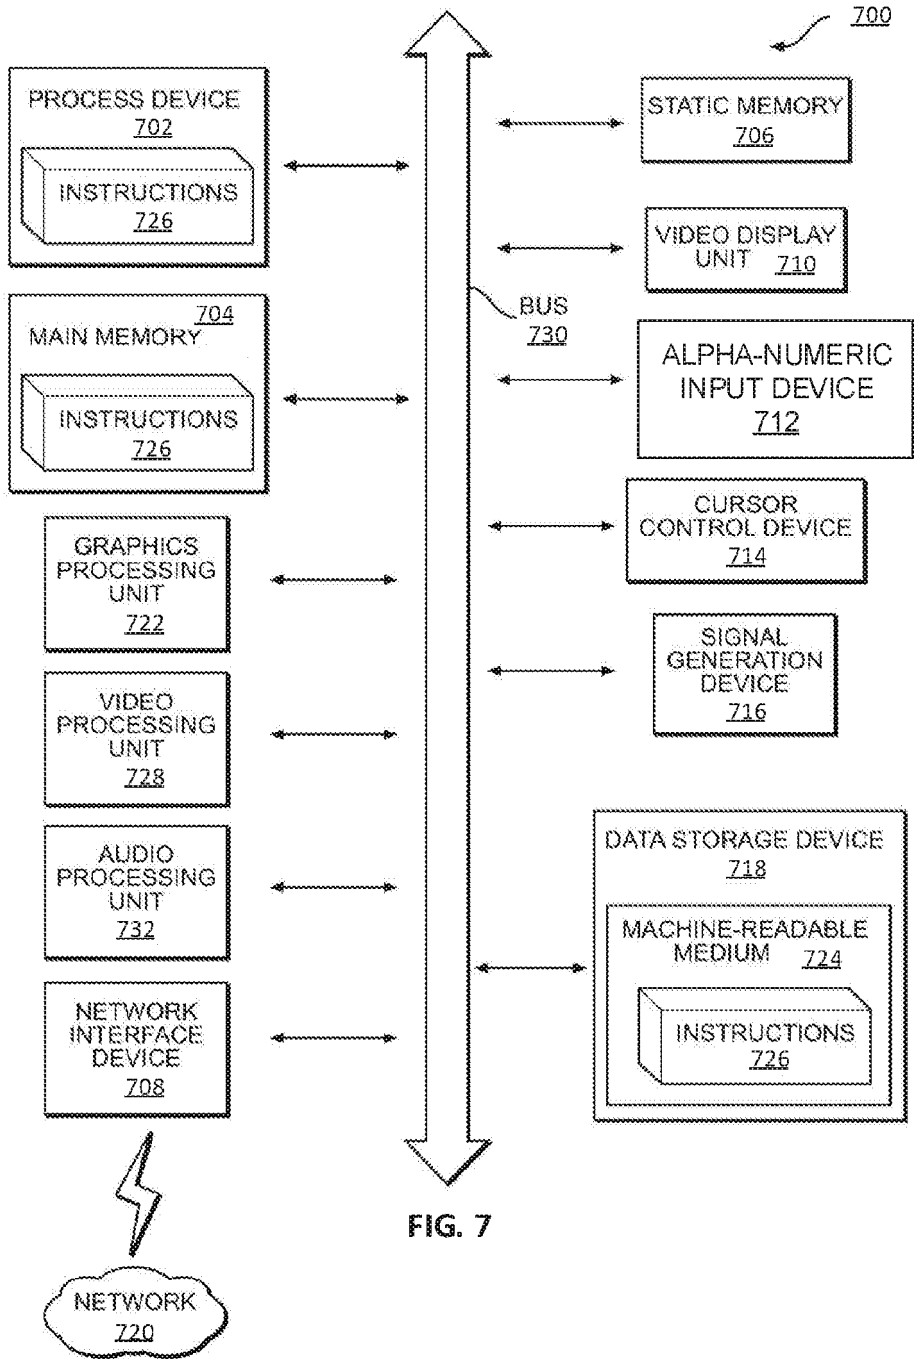 700
PROCESS DEVICE
702
INSTRUCTIONS
726
704
MAIN MEMORY
INSTRUCTIONS
726
GRAPHICS
PROCESSING
UNIT
722
VIDEO
PROCESSING
UNIT
728
AUDIO
PROCESSING
UNIT
732
NETWORK
INTERFACE
DEVICE
708
NETWORK
720
BUS
730
STATIC MEMORY
706
VIDEO DISPLAY
UNIT 710
ALPHA-NUMERIC
INPUT DEVICE
712
CURSOR
CONTROL DEVICE
714
SIGNAL
GENERATION
DEVICE
716
DATA STORAGE DEVICE
718
MACHINE-READABLE
MEDIUM 724
INSTRUCTIONS
726
FIG. 7